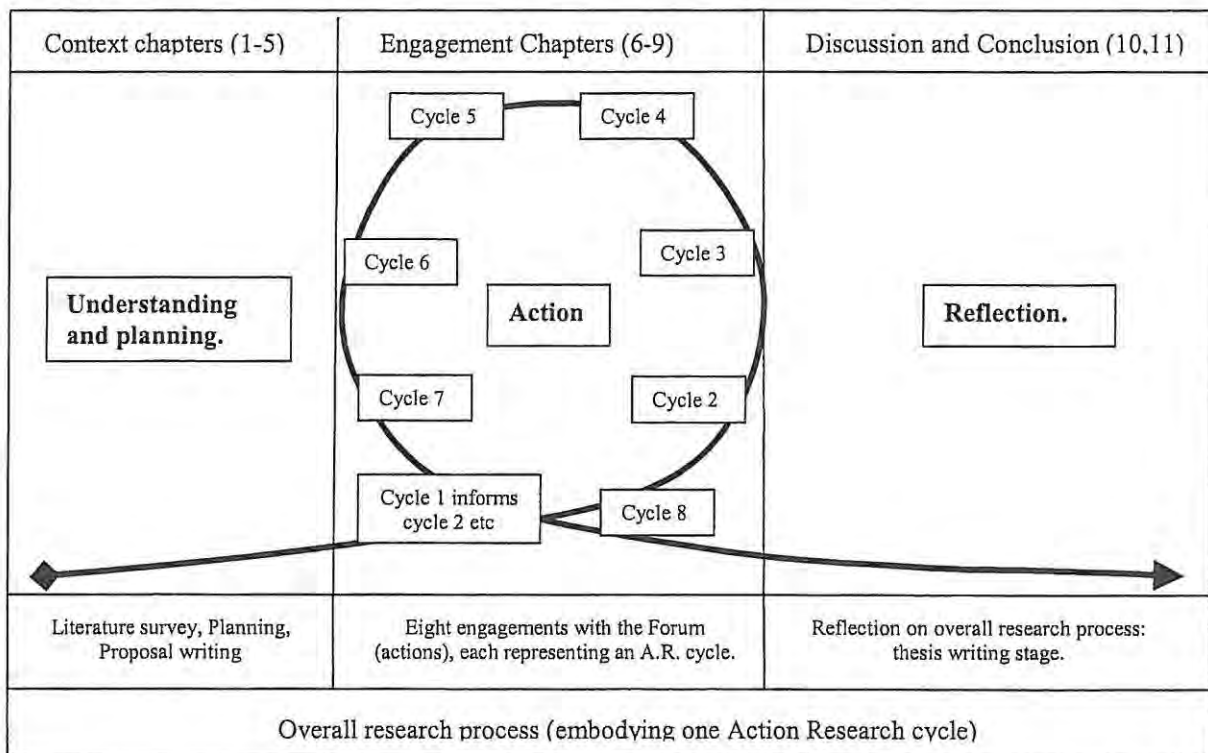 Context chapters (1-5)
Engagement Chapters (6-9)
Discussion and Conclusion (10,11)
Cycle 5
Cycle 4
Cycle 6
Cycle 3
Understanding
and planning.
Action
Reflection.
Cycle 7
Cycle 2
Cycle 1 informs
cycle 2 etc
Cycle 8
Literature survey, Planning,
Proposal writing
Eight engagements with the Forum
(actions), each representing an A.R. cycle.
Reflection on overall research process:
thesis writing stage.
Overall research process (embodying one Action Research cycle)